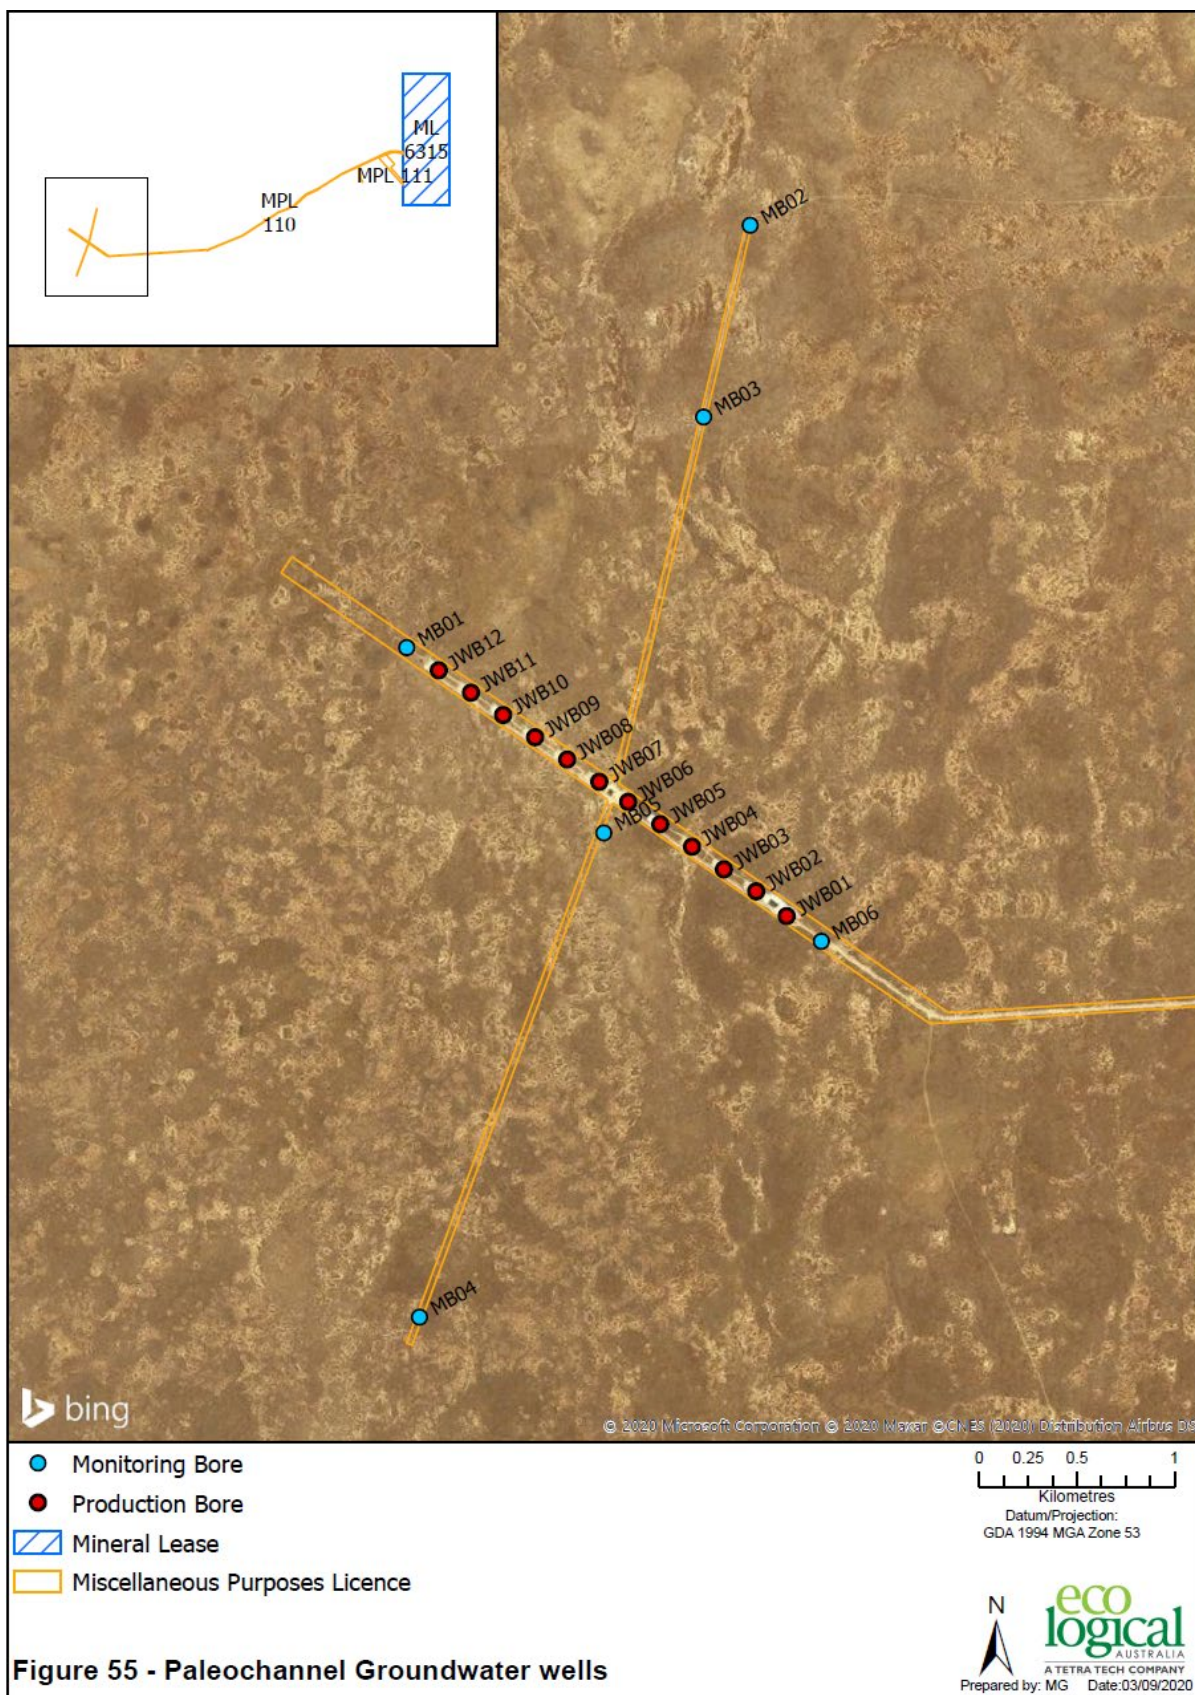 ML
6315
MPL 111
MPL
110
MB02
MB03
MB01
JWB12
JWB11
JWB10
JWB09
JWB08
JWB07
JWB06
MB05
JWB05
JWB04
JWB03
JWB02
JWB01
MB06
MB04
bing
© 2020 Microsoft Corporation © 2020 Maxar ©CNES (2020) Distribution Airbus DS
Monitoring Bore
Production Bore
Mineral Lease
Miscellaneous Purposes Licence
0 0.25 0.5 1
Kilometres
Datum/Projection:
GDA 1994 MGA Zone 53
N
eco
logical
AUSTRALIA
A TETRA TECH COMPANY
Figure 55 - Paleochannel Groundwater wells
Prepared by: MG Date:03/09/2020